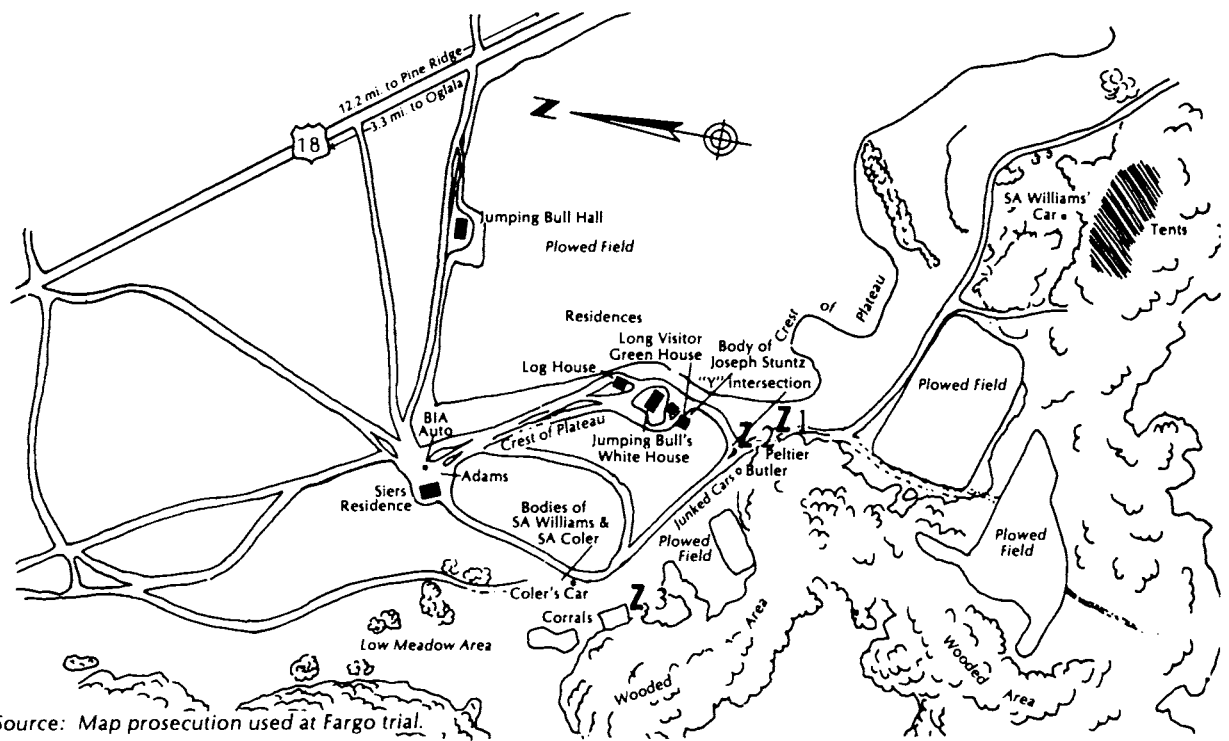 12.2 mi. to Pine Ridge
3.3 mi. to Oglala
18
Z
Jumping Bull Hall
Plowed Field
SA Williams'
Car
Tents
Crest of Plateau
Residences
Long Visitor
Green House
Body of
Joseph Stuntz
Log House
"Y" Intersection
Plowed Field
BIA
Auto
Crest of Plateau
Jumping Bull's
White House
Z 2
Z 1
Peltier
Butler
Adams
Siers
Residence
Junked Cars
Bodies of
SA Williams &
SA Coler
Plowed
Field
Plowed
Field
Coler's Car
Z 3
Corrals
Low Meadow Area
Wooded Area
Wooded
Area
Source: Map prosecution used at Fargo trial.